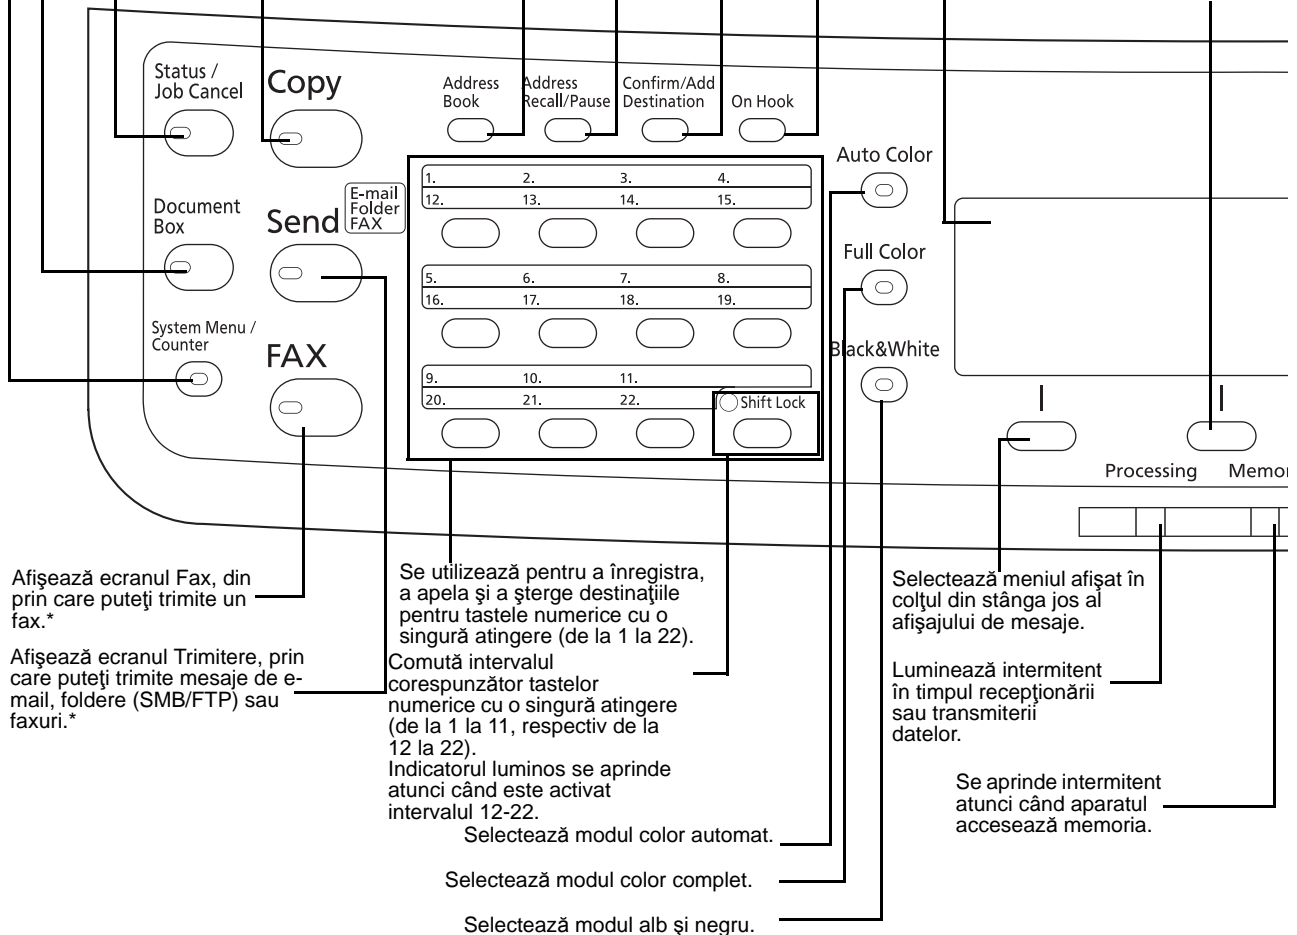 Status /
Job Cancel
Copy
Address
Book
Address
Recall/Pause
Confirm/Add
Destination
On Hook
Auto Color
1. 2. 3. 4.
12. 13. 14. 15.
Document
Box
Send
E-mail
Folder
FAX
Full Color
5. 6. 7. 8.
16. 17. 18. 19.
System Menu /
Counter
FAX
Black&White
9. 10. 11.
20. 21. 22.
Shift Lock
Processing
Afişează ecranul Fax, din
prin care puteţi trimite un
fax.*
Afişează ecranul Trimitere, prin
care puteţi trimite mesaje de e-
mail, foldere (SMB/FTP) sau
faxuri.*
Se utilizează pentru a înregistra,
a apela şi a şterge destinaţiile
pentru tastele numerice cu o
singură atingere (de la 1 la 22).
Comută intervalul
corespunzător tastelor
numerice cu o singură atingere
(de la 1 la 11, respectiv de la
12 la 22).
Indicatorul luminos se aprinde
atunci când este activat
intervalul 12-22.
Selectează modul color automat.
Selectează modul color complet.
Selectează modul alb şi negru.
Selectează meniul afişat în
colţul din stânga jos al
afişajului de mesaje.
Luminează intermitent
în timpul recepţionării
sau transmiterii
datelor.
Se aprinde intermitent
atunci când aparatul
accesează memoria.